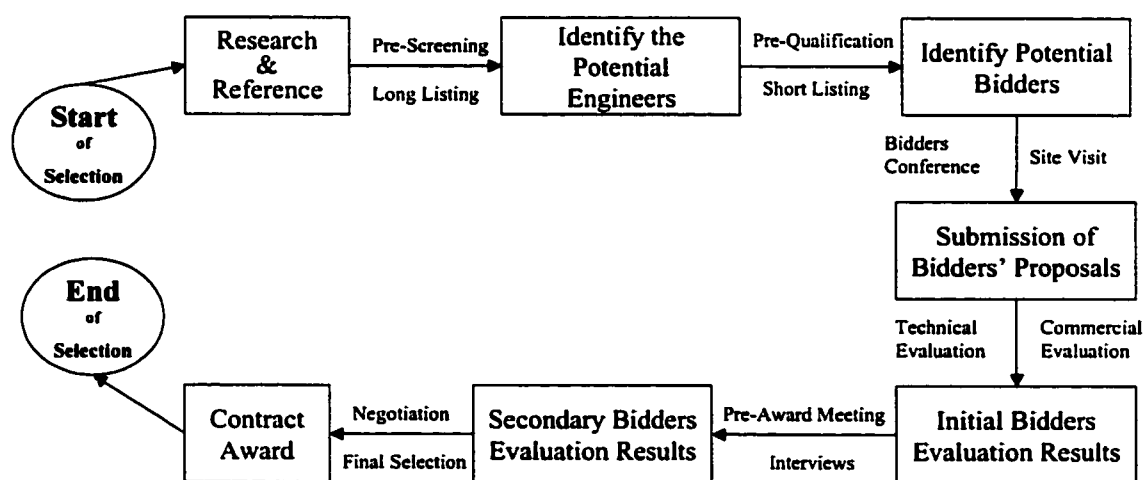 Start
of
Selection
Research
&
Reference
Pre-Screening
Long Listing
Identify the
Potential
Engineers
Pre-Qualification
Short Listing
Identify Potential
Bidders
Bidders
Conference
Site Visit
Submission of
Bidders' Proposals
Technical
Evaluation
Commercial
Evaluation
Initial Bidders
Evaluation Results
Pre-Award Meeting
Interviews
Secondary Bidders
Evaluation Results
Negotiation
Final Selection
Contract
Award
End
of
Selection